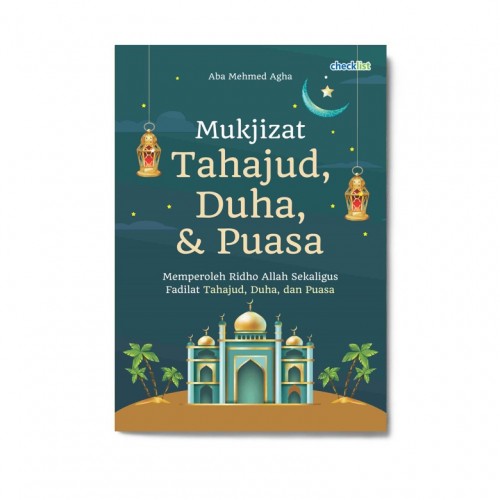 checklist
Aba Mehmed Agha
Mukjizat
Tahajud,
Duha,
& Puasa
Memperoleh Ridho Allah Sekaligus
Fadilat Tahajud, Duha, dan Puasa